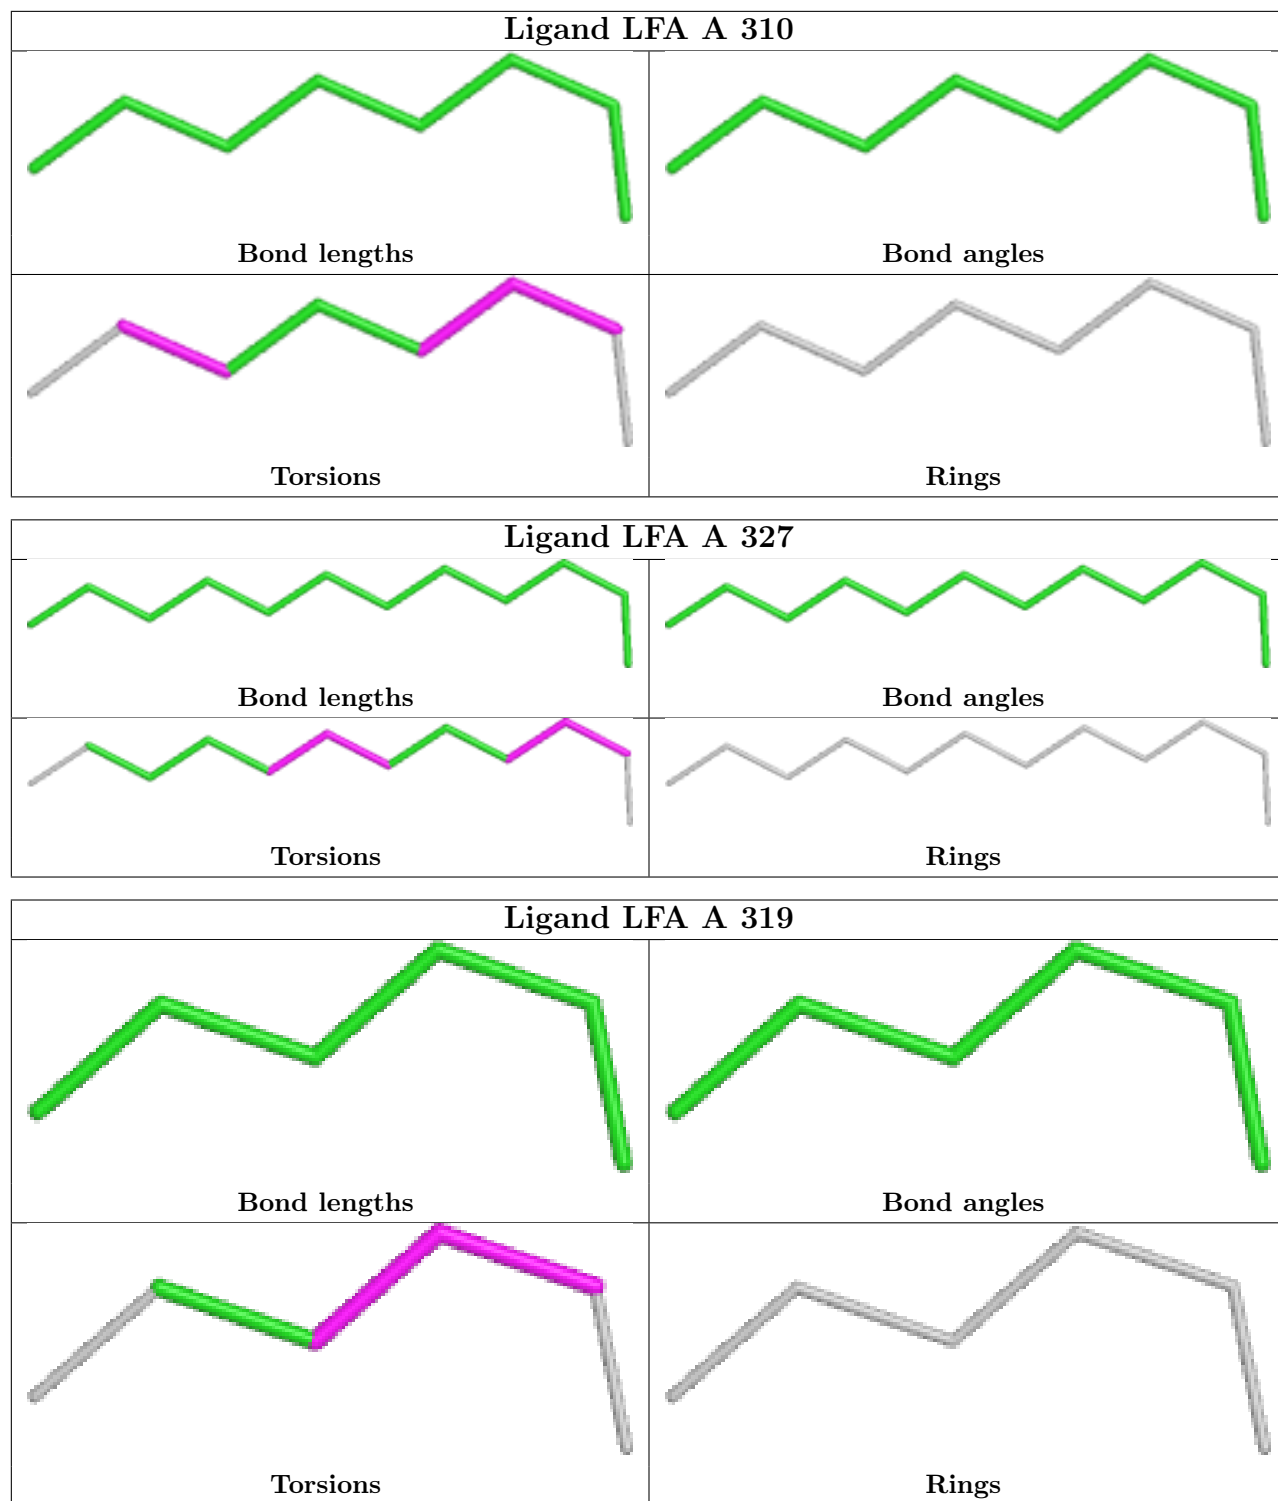 Ligand LFA A 310
Bond lengths
Bond angles
Torsions
Rings
Ligand LFA A 327
Bond lengths
Bond angles
Torsions
Rings
Ligand LFA A 319
Bond lengths
Bond angles
Torsions
Rings